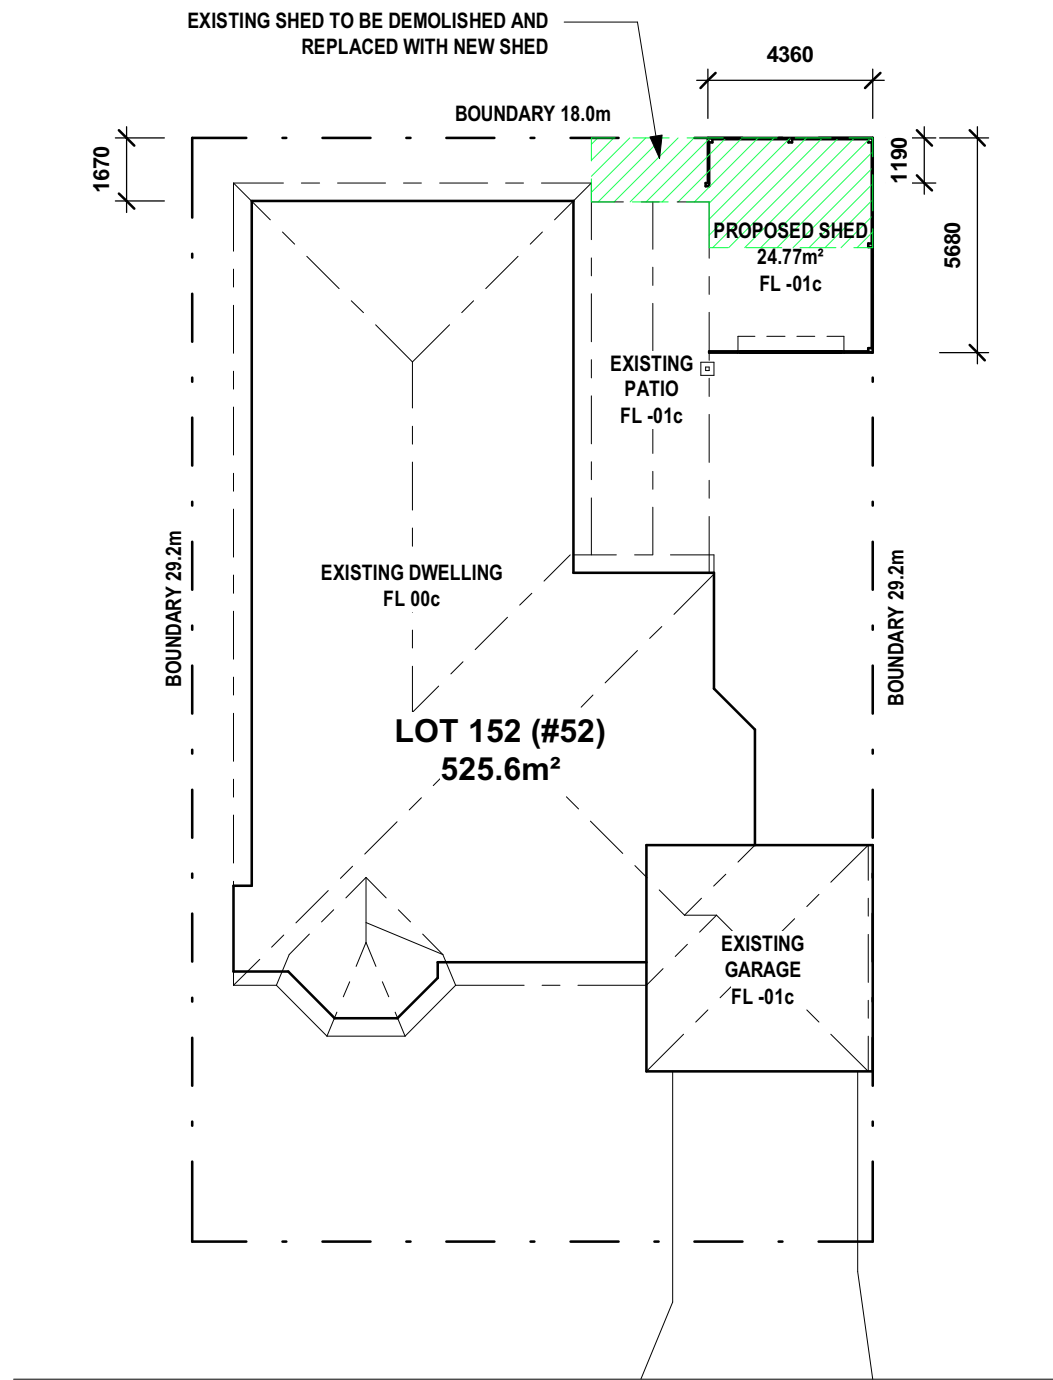 EXISTING SHED TO BE DEMOLISHED AND
REPLACED WITH NEW SHED
4360
BOUNDARY 18.0m
1670
1190
5680
PROPOSED SHED
24.77m²
FL -01c
EXISTING
PATIO
FL -01c
BOUNDARY 29.2m
EXISTING DWELLING
FL 00c
BOUNDARY 29.2m
LOT 152 (#52)
525.6m²
EXISTING
GARAGE
FL -01c